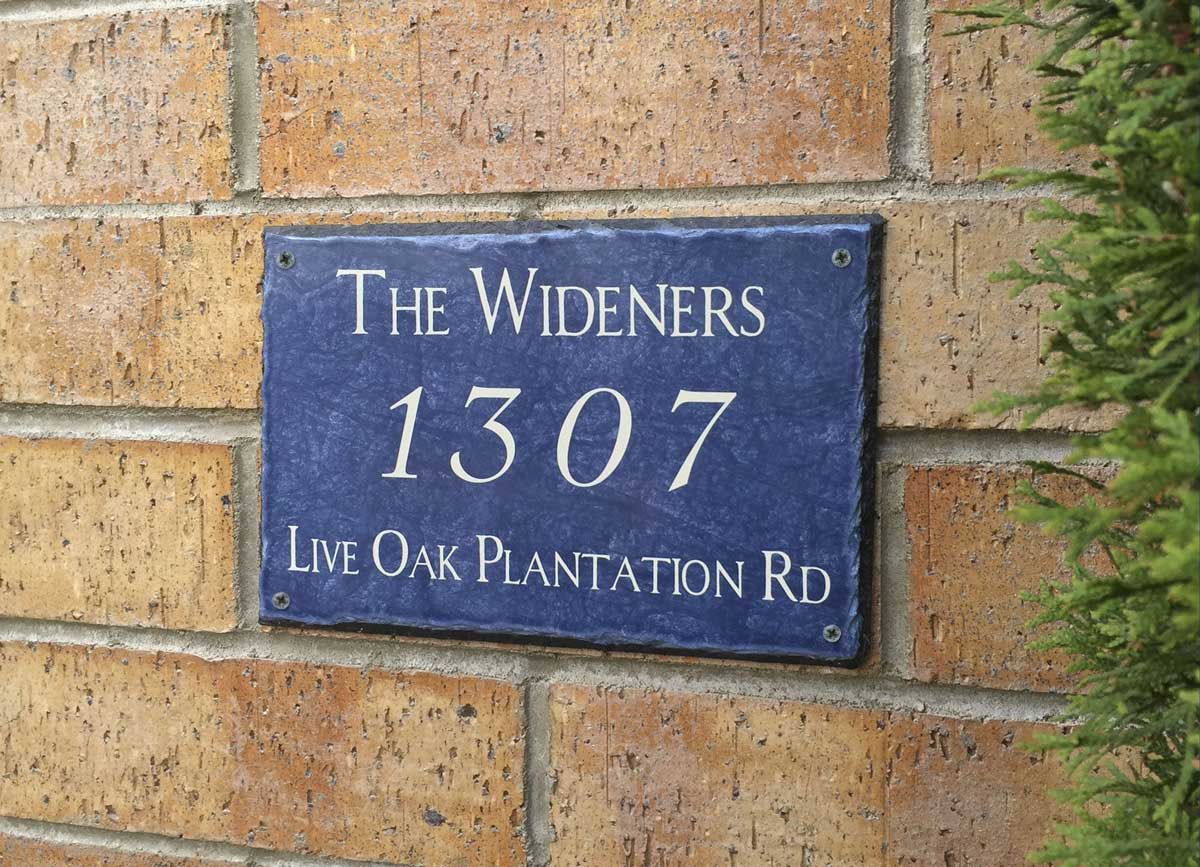 The Wideners
1307
Live Oak Plantation Rd